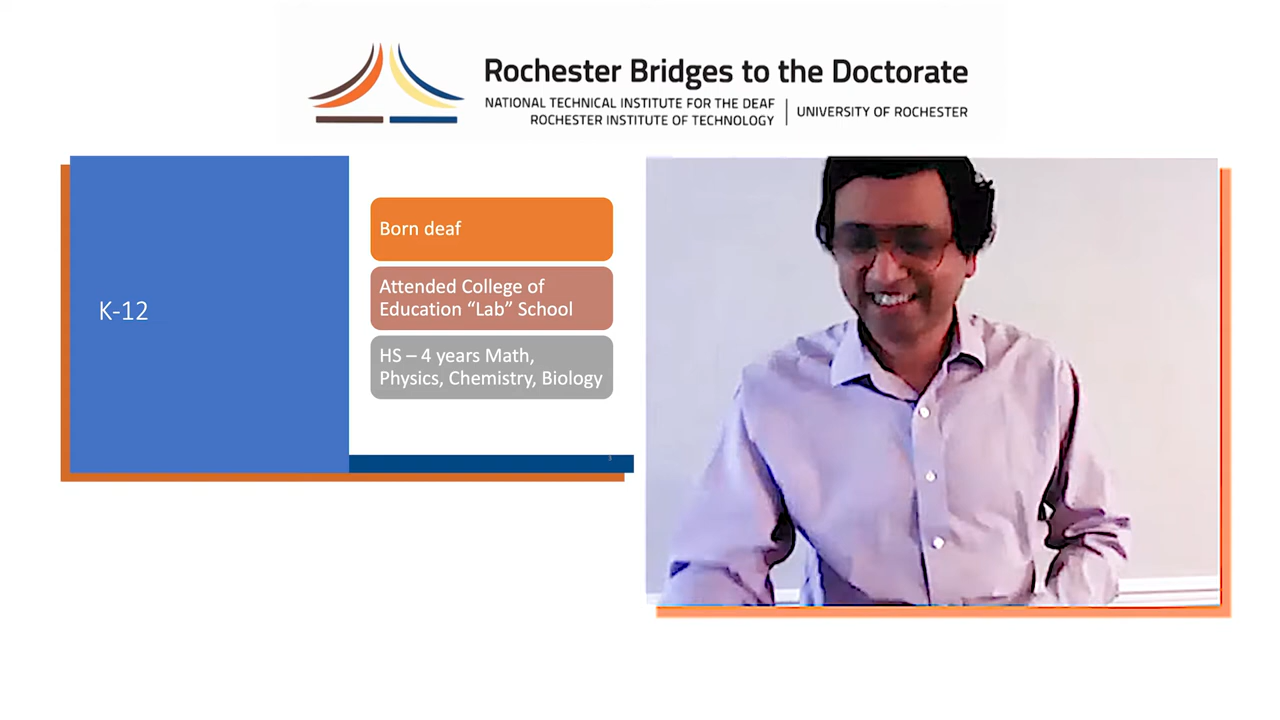 Rochester Bridges to the Doctorate
NATIONAL TECHNICAL INSTITUTE FOR THE DEAF
ROCHESTER INSTITUTE OF TECHNOLOGY
UNIVERSITY OF ROCHESTER
K-12
Born deaf
Attended College of
Education “Lab” School
HS – 4 years Math,
Physics, Chemistry, Biology